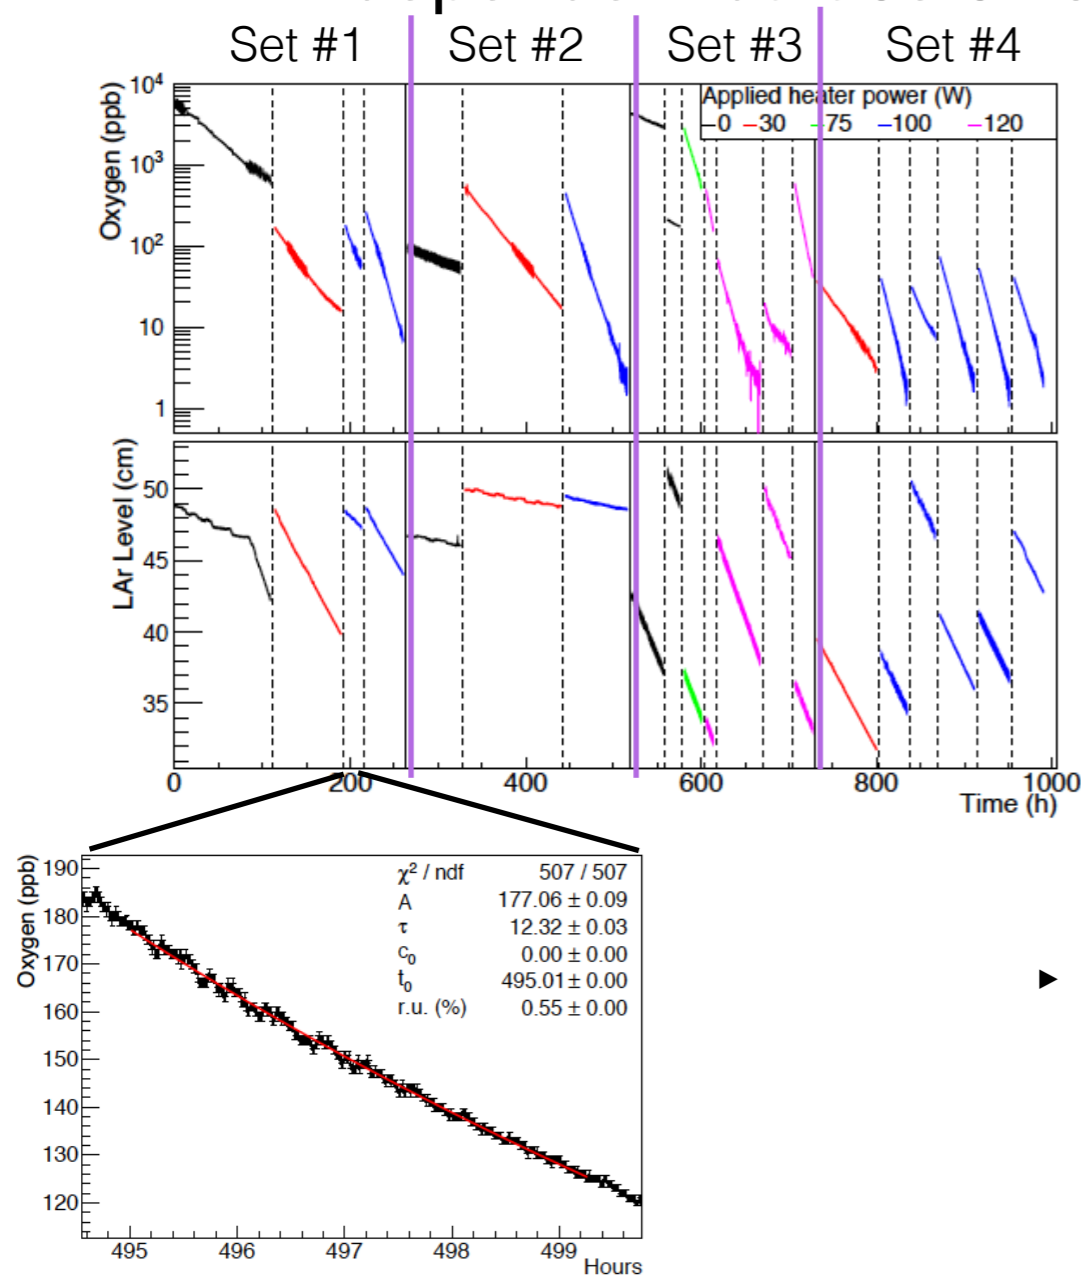 Set #1 Set #2 Set #3 Set #4
Oxygen (ppb)
10⁴
10³
10²
10
1
Applied heater power (W)
0 30 75 100 120
LAr Level (cm)
50
45
40
35
0 200 400 600 800 1000
Time (h)
Oxygen (ppb)
190
180
170
160
150
140
130
120
χ² / ndf 507 / 507
A 177.06 ± 0.09
τ 12.32 ± 0.03
c₀ 0.00 ± 0.00
t₀ 495.01 ± 0.00
r.u. (%) 0.55 ± 0.00
495 496 497 498 499
Hours